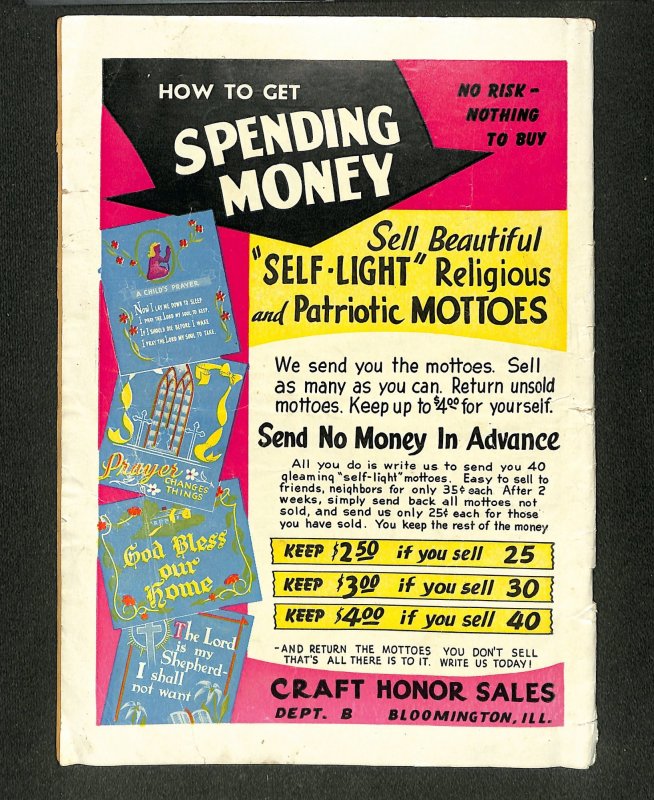 HOW TO GET
SPENDING
MONEY
NO RISK -
NOTHING
TO BUY
Sell Beautiful
"SELF-LIGHT" Religious
and Patriotic MOTTOES
A CHILD'S PRAYER
NOW I LAY ME DOWN TO SLEEP
I PRAY THE LORD MY SOUL TO KEEP.
IF I SHOULD DIE BEFORE I WAKE
I PRAY THE LORD MY SOUL TO TAKE.
Prayer
CHANGES
THINGS
God Bless
our
Home
The Lord
is my
Shepherd-
I shall
not want
We send you the mottoes. Sell
as many as you can. Return unsold
mottoes. Keep up to $4.00 for yourself.
Send No Money In Advance
All you do is write us to send you 40
gleaming "self-light" mottoes. Easy to sell to
friends, neighbors for only 35¢ each After 2
weeks, simply send back all mottoes not
sold, and send us only 25¢ each for those
you have sold. You keep the rest of the money
KEEP $2.50 if you sell 25
KEEP $3.00 if you sell 30
KEEP $4.00 if you sell 40
-AND RETURN THE MOTTOES YOU DON'T SELL
THAT'S ALL THERE IS TO IT. WRITE US TODAY!
CRAFT HONOR SALES
DEPT. B BLOOMINGTON, ILL.